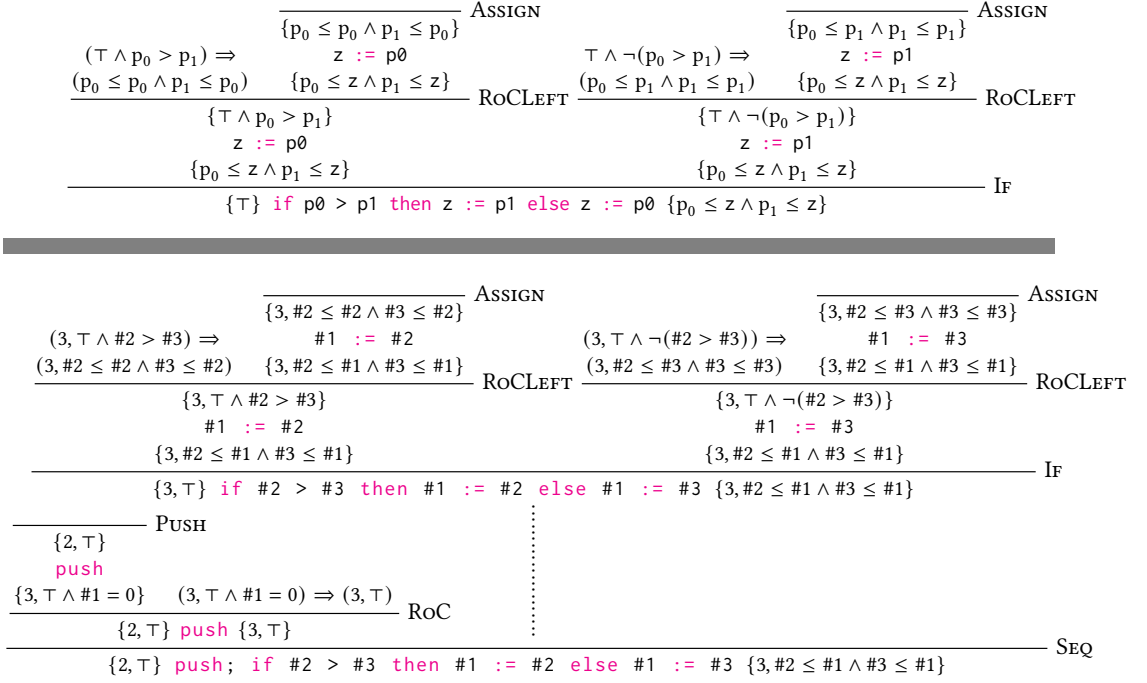 Assign
{p₀ ≤ p₀ ∧ p₁ ≤ p₀}
(⊤ ∧ p₀ > p₁) ⇒
z := p0
(p₀ ≤ p₀ ∧ p₁ ≤ p₀)
{p₀ ≤ z ∧ p₁ ≤ z}
RoCLeft
{⊤ ∧ p₀ > p₁}
z := p0
{p₀ ≤ z ∧ p₁ ≤ z}
Assign
{p₀ ≤ p₁ ∧ p₁ ≤ p₁}
⊤ ∧ ¬(p₀ > p₁) ⇒
z := p1
(p₀ ≤ p₁ ∧ p₁ ≤ p₁)
{p₀ ≤ z ∧ p₁ ≤ z}
RoCLeft
{⊤ ∧ ¬(p₀ > p₁)}
z := p1
{p₀ ≤ z ∧ p₁ ≤ z}
If
{⊤} if p0 > p1 then z := p1 else z := p0 {p₀ ≤ z ∧ p₁ ≤ z}
Assign
{3, #2 ≤ #2 ∧ #3 ≤ #2}
(3, ⊤ ∧ #2 > #3) ⇒
#1 := #2
(3, #2 ≤ #2 ∧ #3 ≤ #2)
{3, #2 ≤ #1 ∧ #3 ≤ #1}
RoCLeft
{3, ⊤ ∧ #2 > #3}
#1 := #2
{3, #2 ≤ #1 ∧ #3 ≤ #1}
Assign
{3, #2 ≤ #3 ∧ #3 ≤ #3}
(3, ⊤ ∧ ¬(#2 > #3)) ⇒
#1 := #3
(3, #2 ≤ #3 ∧ #3 ≤ #3)
{3, #2 ≤ #1 ∧ #3 ≤ #1}
RoCLeft
{3, ⊤ ∧ ¬(#2 > #3)}
#1 := #3
{3, #2 ≤ #1 ∧ #3 ≤ #1}
If
{3, ⊤} if #2 > #3 then #1 := #2 else #1 := #3 {3, #2 ≤ #1 ∧ #3 ≤ #1}
Push
{2, ⊤}
push
{3, ⊤ ∧ #1 = 0} (3, ⊤ ∧ #1 = 0) ⇒ (3, ⊤)
RoC
{2, ⊤} push {3, ⊤}
Seq
{2, ⊤} push; if #2 > #3 then #1 := #2 else #1 := #3 {3, #2 ≤ #1 ∧ #3 ≤ #1}